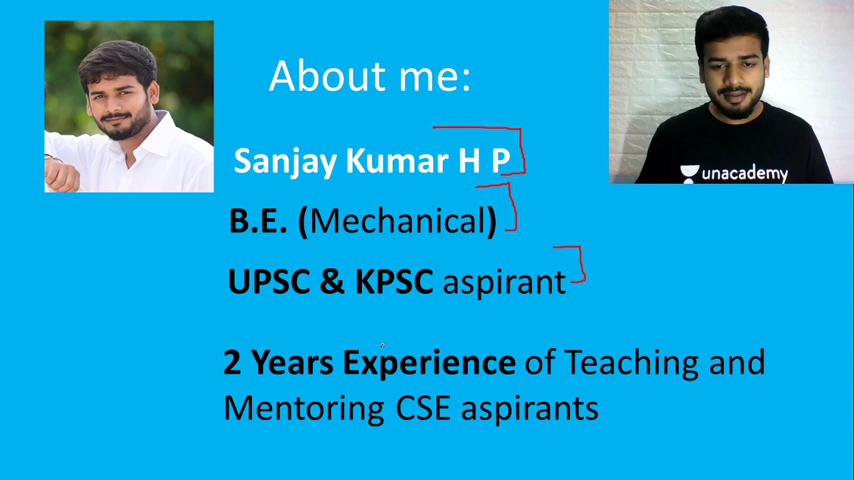 About me:
unacademy
Sanjay Kumar H P
B.E. (Mechanical)
UPSC & KPSC aspirant
2 Years Experience of Teaching and
Mentoring CSE aspirants